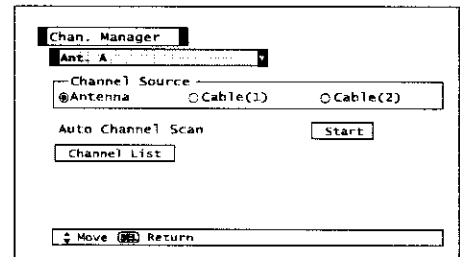 Chan. Manager
Ant. A
Channel Source
Antenna Cable(1) Cable(2)
Auto Channel Scan Start
Channel List
Move Return